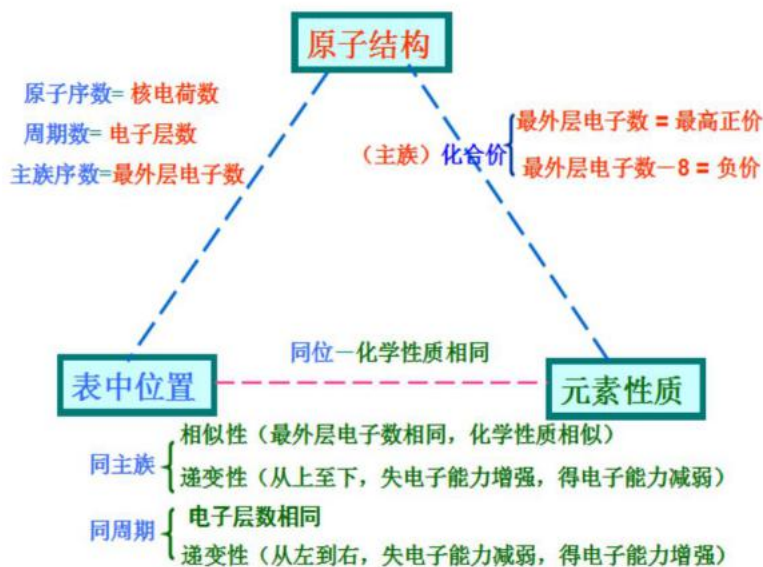 原子结构
原子序数= 核电荷数
周期数= 电子层数
主族序数=最外层电子数
(主族)化合价
最外层电子数 = 最高正价
最外层电子数-8 = 负价
同位-化学性质相同
表中位置
元素性质
同主族
相似性(最外层电子数相同,化学性质相似)
递变性(从上至下,失电子能力增强,得电子能力减弱)
同周期
电子层数相同
递变性(从左到右,失电子能力减弱,得电子能力增强)